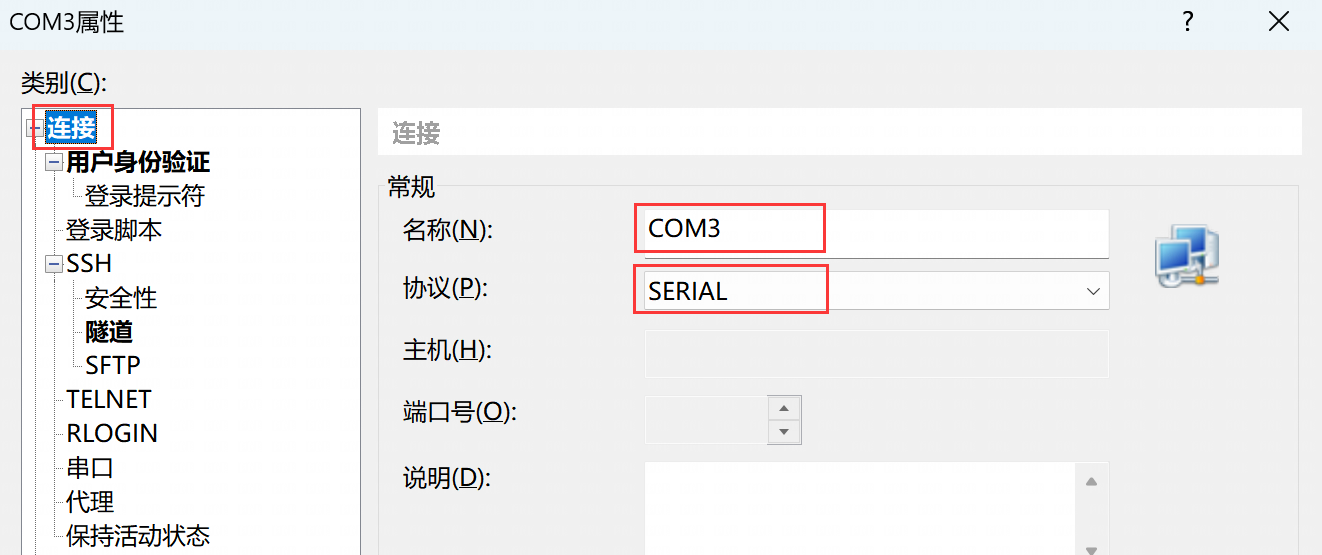 COM3属性
类别(C):
连接
用户身份验证
登录提示符
登录脚本
SSH
安全性
隧道
SFTP
TELNET
RLOGIN
串口
代理
保持活动状态
连接
常规
名称(N):
COM3
协议(P):
SERIAL
主机(H):
端口号(O):
说明(D):